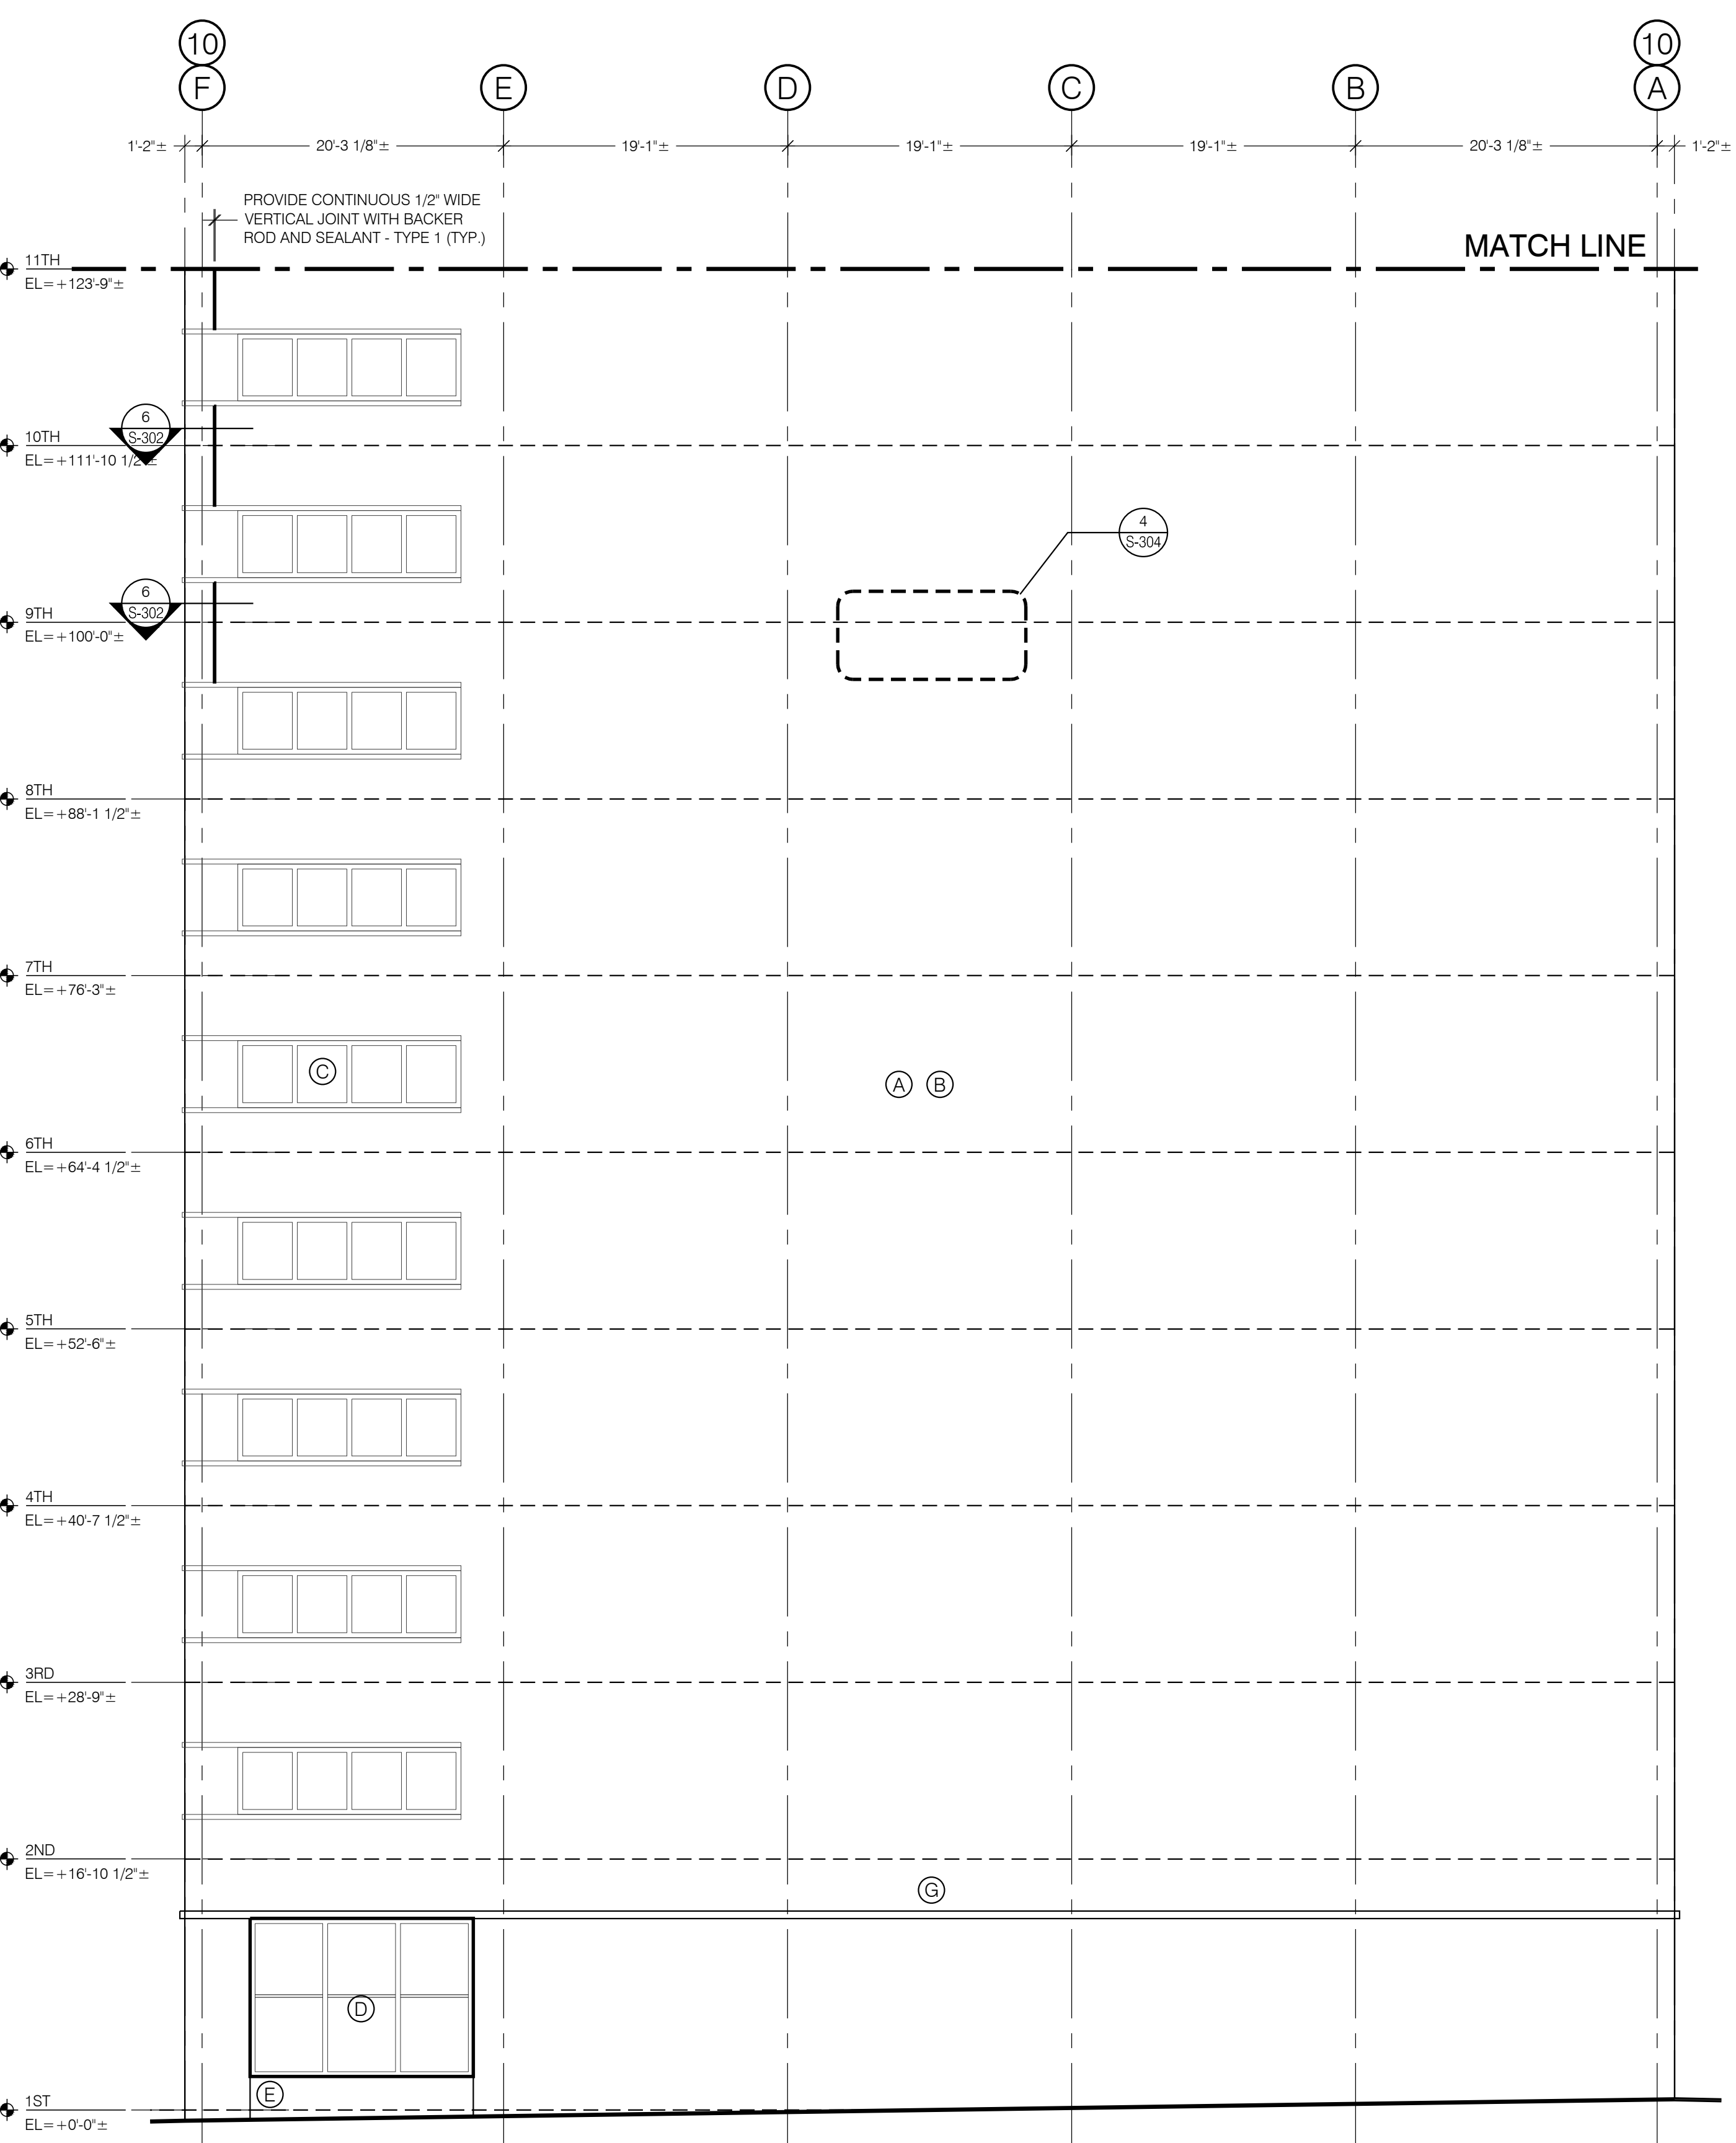 10 10
F E D C B A
1'-2"± 20'-3 1/8"± 19'-1"± 19'-1"± 19'-1"± 20'-3 1/8"± 1'-2"±
PROVIDE CONTINUOUS 1/2" WIDE
VERTICAL JOINT WITH BACKER
ROD AND SEALANT - TYPE 1 (TYP.)
MATCH LINE
11TH
EL=+123'-9"±
6
S-302
10TH
EL=+111'-10 1/2"±
4
S-304
6
S-302
9TH
EL=+100'-0"±
8TH
EL=+88'-1 1/2"±
7TH
EL=+76'-3"±
C A B
6TH
EL=+64'-4 1/2"±
5TH
EL=+52'-6"±
4TH
EL=+40'-7 1/2"±
3RD
EL=+28'-9"±
2ND
EL=+16'-10 1/2"±
G
D
E
1ST
EL=+0'-0"±